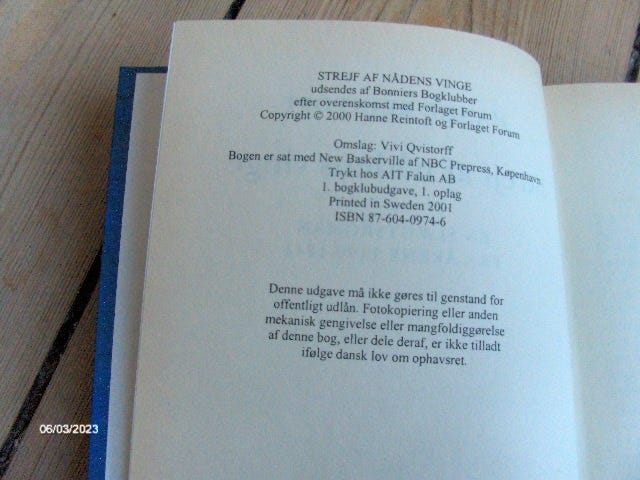 STREJF AF NÅDENS VINGE
udsendes af Bonniers Bogklubber
efter overenskomst med Forlaget Forum
Copyright © 2000 Hanne Reintoft og Forlaget Forum
Omslag: Vivi Qvistorff
Bogen er sat med New Baskerville af NBC Prepress, København.
Trykt hos AIT Falun AB
1. bogklubudgave, 1. oplag
Printed in Sweden 2001
ISBN 87-604-0974-6
Denne udgave må ikke gøres til genstand for
offentligt udlån. Fotokopiering eller anden
mekanisk gengivelse eller mangfoldiggørelse
af denne bog, eller dele deraf, er ikke tilladt
ifølge dansk lov om ophavsret.
06/03/2023